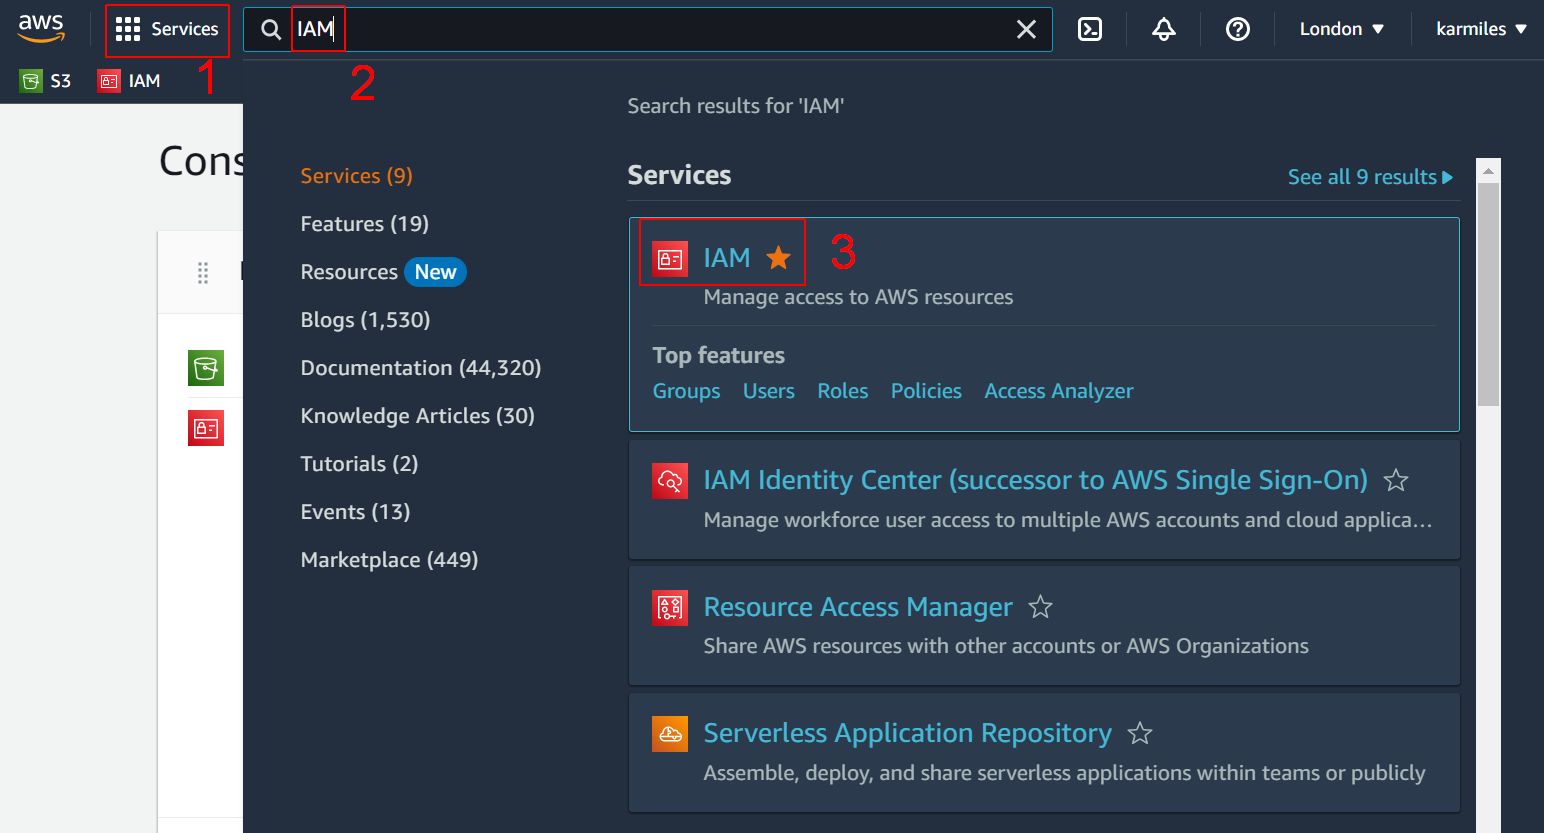 aws
Services
IAM
London
karmiles
1
2
S3
IAM
Search results for 'IAM'
Cons
Services (9)
Features (19)
Resources New
Blogs (1,530)
Documentation (44,320)
Knowledge Articles (30)
Tutorials (2)
Events (13)
Marketplace (449)
Services
See all 9 results
IAM
3
Manage access to AWS resources
Top features
Groups Users Roles Policies Access Analyzer
IAM Identity Center (successor to AWS Single Sign-On)
Manage workforce user access to multiple AWS accounts and cloud applica...
Resource Access Manager
Share AWS resources with other accounts or AWS Organizations
Serverless Application Repository
Assemble, deploy, and share serverless applications within teams or publicly